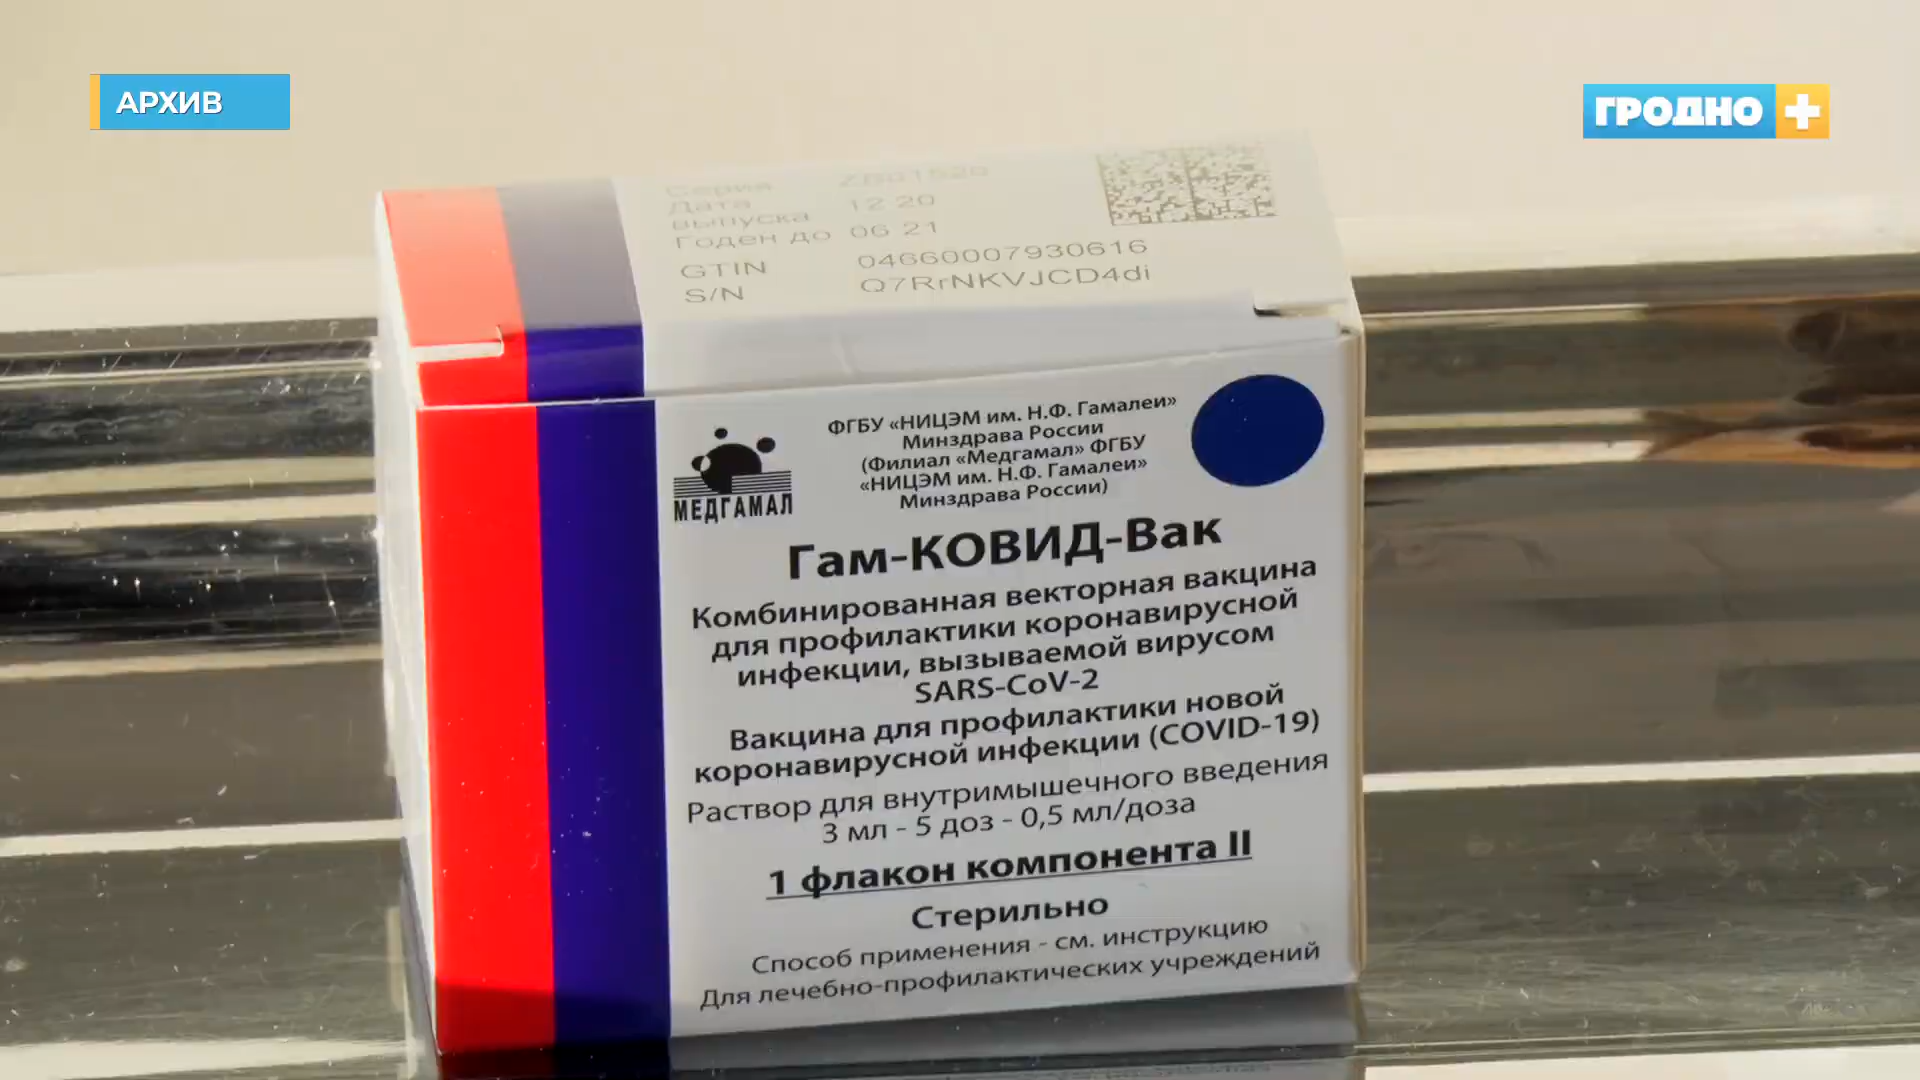 АРХИВ
ГРОДНО +
Серия
Дата 12 20
выпуска
Годен до 06 21
GTIN 04660007930616
S/N Q7RrNKVJCD4di
МЕДГАМАЛ
ФГБУ «НИЦЭМ им. Н.Ф. Гамалеи»
Минздрава России
(Филиал «Медгамал» ФГБУ
«НИЦЭМ им. Н.Ф. Гамалеи»
Минздрава России)
Гам-КОВИД-Вак
Комбинированная векторная вакцина
для профилактики коронавирусной
инфекции, вызываемой вирусом
SARS-CoV-2
Вакцина для профилактики новой
коронавирусной инфекции (COVID-19)
Раствор для внутримышечного введения
3 мл - 5 доз - 0,5 мл/доза
1 флакон компонента II
Стерильно
Способ применения - см. инструкцию
Для лечебно-профилактических учреждений